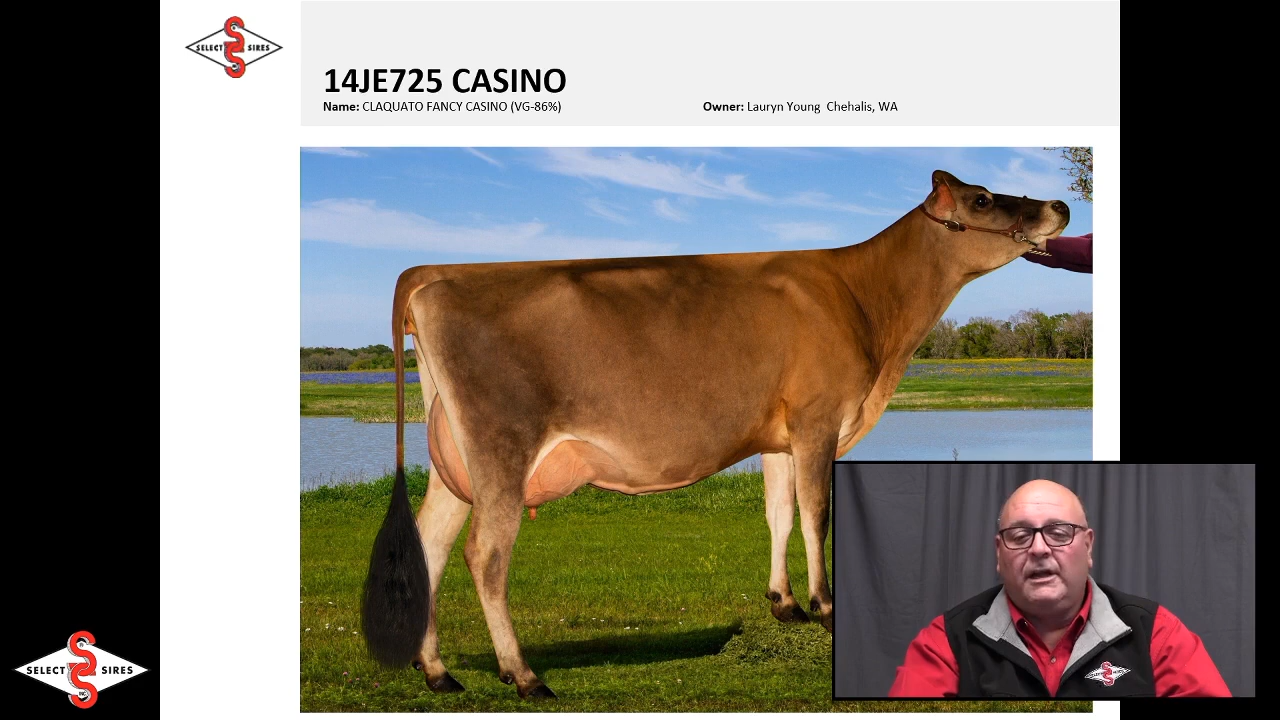 SELECT SIRES
14JE725 CASINO
Name: CLAQUATO FANCY CASINO (VG-86%)
Owner: Lauryn Young Chehalis, WA
SELECT SIRES